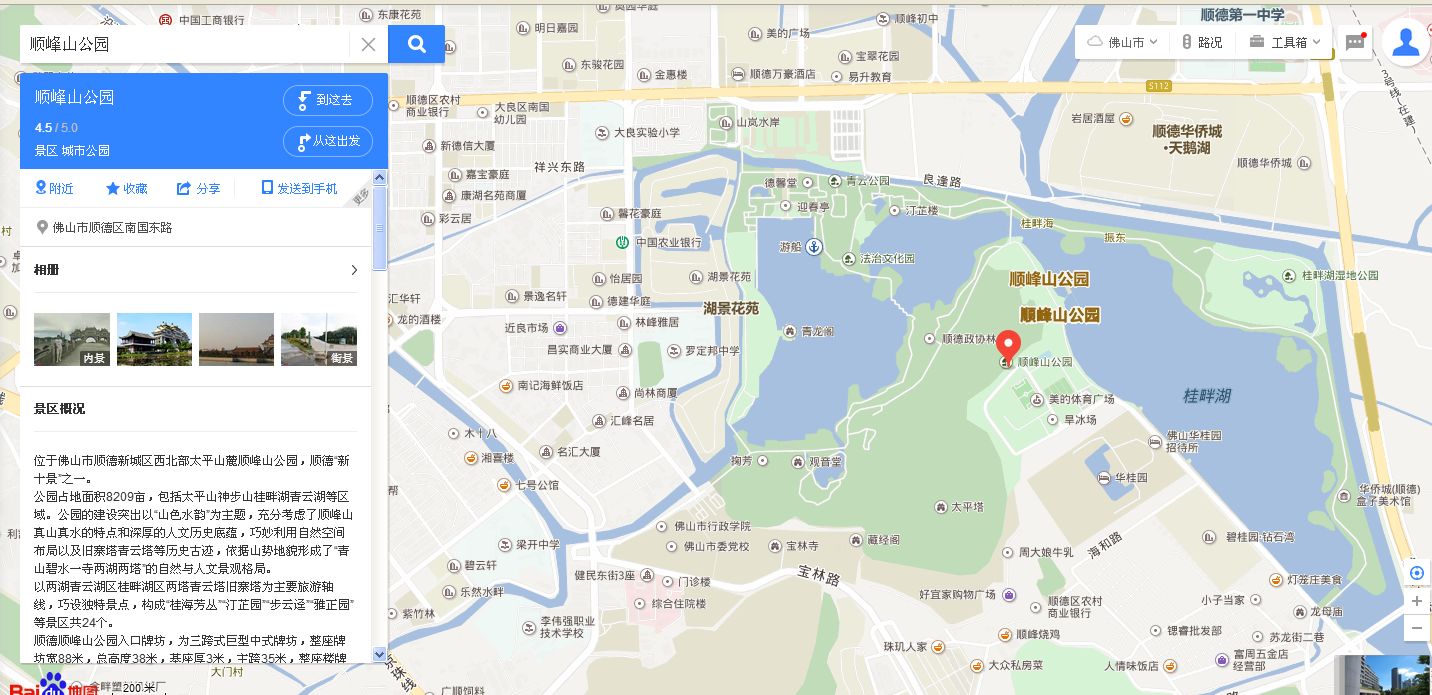 顺峰山公园
佛山市
路况
工具箱
顺峰山公园
到这去
4.5 / 5.0
从这出发
景区 城市公园
附近
收藏
分享
发送到手机
更多
佛山市顺德区南国东路
相册
内景
街景
景区概况
位于佛山市顺德新城区西北部太平山麓顺峰山公园，顺德“新
十景”之一。
公园占地面积8209亩，包括太平山神步山桂畔湖青云湖等区
域。公园的建设突出以“山色水韵”为主题，充分考虑了顺峰山
真山真水的特点和深厚的人文历史底蕴，巧妙利用自然空间
布局以及旧寨塔青云塔等历史古迹，依据山势地貌形成了“青
山碧水一寺两湖两塔”的自然与人文景观格局。
以两湖青云湖区桂畔湖区两塔青云塔旧寨塔为主要旅游轴
线，巧设独特景点，构成“桂海芳丛”“汀芷园”“步云迳”“雅正园”
等景区共24个。
顺德顺峰山公园入口牌坊，为三跨式巨型中式牌坊，整座牌
坊宽88米，总高度38米，基座厚3米，主跨35米，整座楼牌
中国工商银行
东康花苑
明日嘉园
美的广场
顺峰初中
顺德第一中学
东骏花园
金惠楼
顺德万豪酒店
宝翠花园
易升教育
S112
3号线(在建)
顺德区农村
商业银行
大良区南国
幼儿园
大良实验小学
山岚水岸
岩居酒屋
顺德华侨城
·天鹅湖
顺德华侨城
新德信大厦
祥兴东路
嘉宝豪庭
康湖名苑商厦
彩云居
德馨堂
青云公园
良逢路
迎春亭
汀芷楼
馨花豪庭
中国农业银行
游船
法治文化园
桂畔海
振东
桂畔湖湿地公园
怡居园
湖景花苑
顺峰山公园
汇华轩
景逸名轩
德建华庭
湖景花苑
顺峰山公园
龙的酒楼
近良市场
林峰雅居
青龙阁
顺德政协林
昌实商业大厦
罗定邦中学
顺峰山公园
南记海鲜饭店
尚林商厦
美的体育广场
桂畔湖
旱冰场
汇峰名居
木十八
佛山华桂园
招待所
湘喜楼
名汇大厦
掬芳
观音堂
华桂园
七号公馆
帮
太平塔
华侨城(顺德)
盒子美术馆
佛山市行政学院
佛山市委党校
宝林寺
藏经阁
海和路
碧桂园·钻石湾
梁开中学
周大娘牛乳
碧云轩
健民东街3座
门诊楼
宝林路
灯笼庄美食
乐然水畔
好宜家购物广场
顺德区农村
商业银行
小子当家
紫竹林
综合住院楼
龙母庙
李伟强职业
技术学校
顺峰烧鸡
锶睿批发部
苏龙街二巷
珠玑人家
富周五金店
经营部
大众私房菜
人情味饭店
大门村
广顺饲料
200 米
Bai du 地图